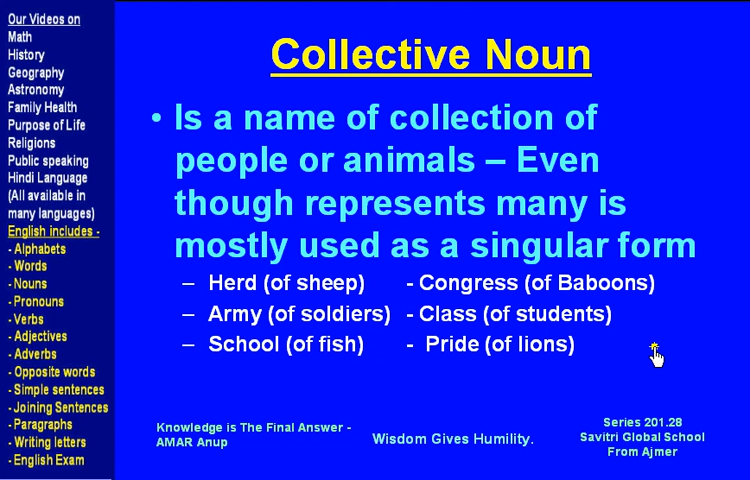 Our Videos on
Math
History
Geography
Astronomy
Family Health
Purpose of Life
Religions
Public speaking
Hindi Language
(All available in
many languages)
English includes -
- Alphabets
- Words
- Nouns
- Pronouns
- Verbs
- Adjectives
- Adverbs
- Opposite words
- Simple sentences
- Joining Sentences
- Paragraphs
- Writing letters
- English Exam
Collective Noun
• Is a name of collection of
people or animals – Even
though represents many is
mostly used as a singular form
– Herd (of sheep) - Congress (of Baboons)
– Army (of soldiers) - Class (of students)
– School (of fish) - Pride (of lions)
Knowledge is The Final Answer -
AMAR Anup
Wisdom Gives Humility.
Series 201.28
Savitri Global School
From Ajmer